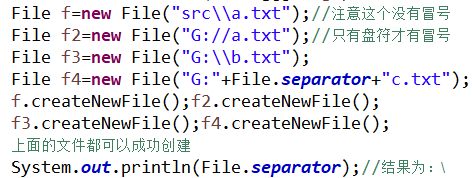 File f=new File("src\\a.txt");//注意这个没有冒号
File f2=new File("G://a.txt");//只有盘符才有冒号
File f3=new File("G:\\b.txt");
File f4=new File("G:"+File.separator+"c.txt");
f.createNewFile();f2.createNewFile();
f3.createNewFile();f4.createNewFile();
上面的文件都可以成功创建
System.out.println(File.separator);//结果为:\